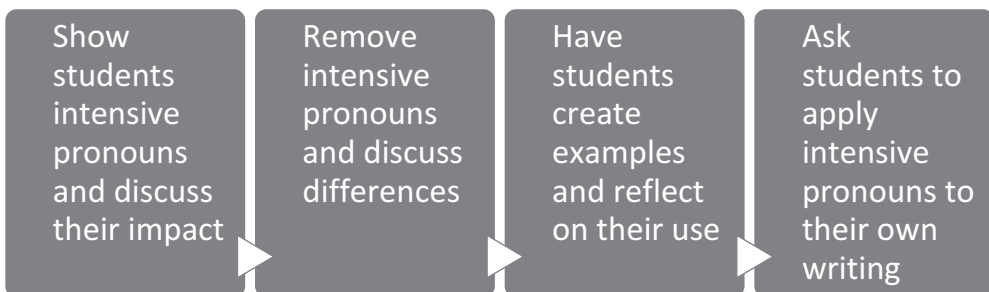 Show
students
intensive
pronouns
and discuss
their impact
Remove
intensive
pronouns
and discuss
differences
Have
students
create
examples
and reflect
on their use
Ask
students to
apply
intensive
pronouns to
their own
writing